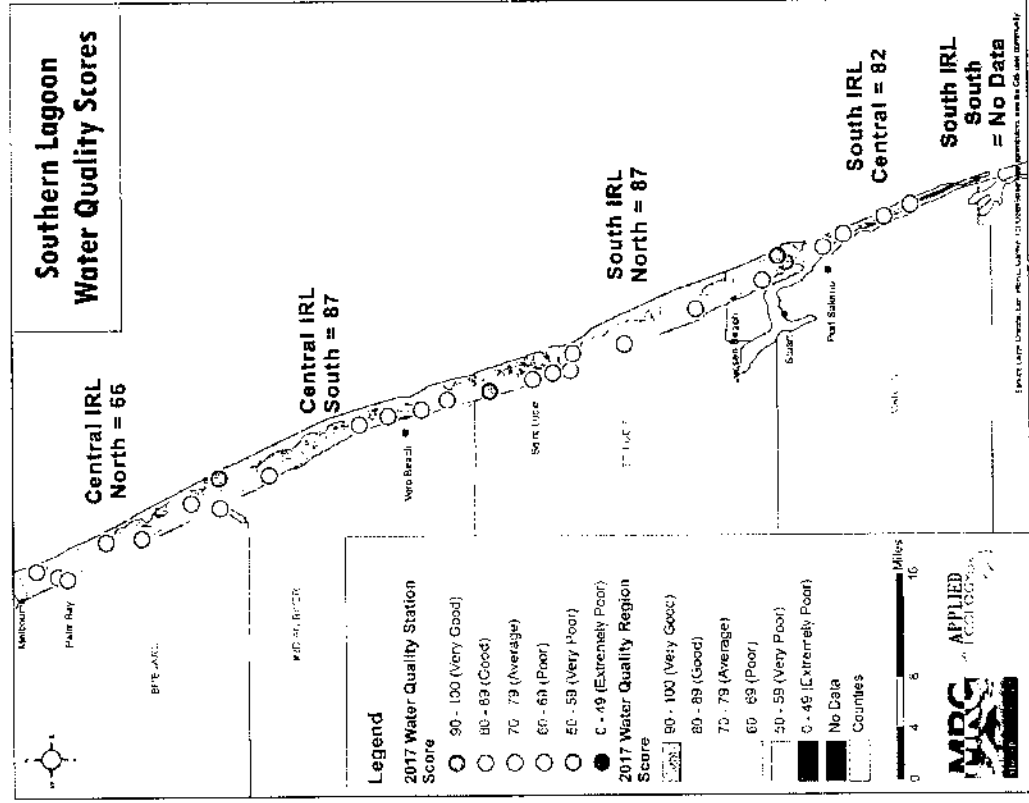 Southern Lagoon
Water Quality Scores
Central IRL
North = 66
Central IRL
South = 87
South IRL
North = 87
South IRL
Central = 82
South IRL
South
= No Data
Palm Bay
Vero Beach
Stuart
Port Salerno
Legend
2017 Water Quality Station
Score
90 - 100 (Very Good)
80 - 89 (Good)
70 - 79 (Average)
60 - 69 (Poor)
50 - 59 (Very Poor)
0 - 49 (Extremely Poor)
2017 Water Quality Region
Score
90 - 100 (Very Good)
80 - 89 (Good)
70 - 79 (Average)
60 - 69 (Poor)
50 - 59 (Very Poor)
0 - 49 (Extremely Poor)
No Data
Counties
0 4 8 16
Miles
MRC
APPLIED
ECOLOGY